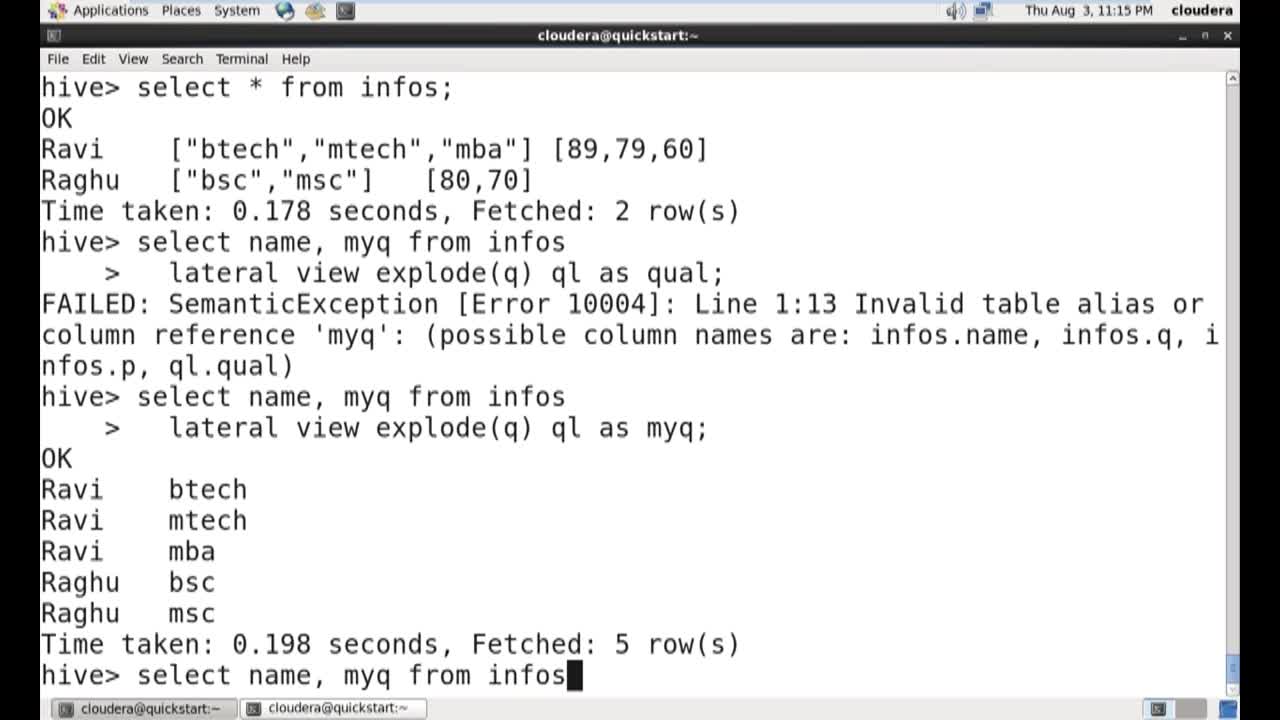 Applications Places System Thu Aug 3, 11:15 PM cloudera
cloudera@quickstart:~
File Edit View Search Terminal Help
hive> select * from infos;
OK
Ravi ["btech","mtech","mba"] [89,79,60]
Raghu ["bsc","msc"] [80,70]
Time taken: 0.178 seconds, Fetched: 2 row(s)
hive> select name, myq from infos
> lateral view explode(q) ql as qual;
FAILED: SemanticException [Error 10004]: Line 1:13 Invalid table alias or
column reference 'myq': (possible column names are: infos.name, infos.q, i
nfos.p, ql.qual)
hive> select name, myq from infos
> lateral view explode(q) ql as myq;
OK
Ravi btech
Ravi mtech
Ravi mba
Raghu bsc
Raghu msc
Time taken: 0.198 seconds, Fetched: 5 row(s)
hive> select name, myq from infos
cloudera@quickstart:~ cloudera@quickstart:~